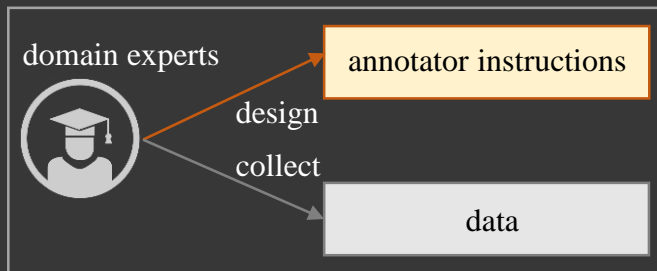 domain experts
annotator instructions
design
collect
data